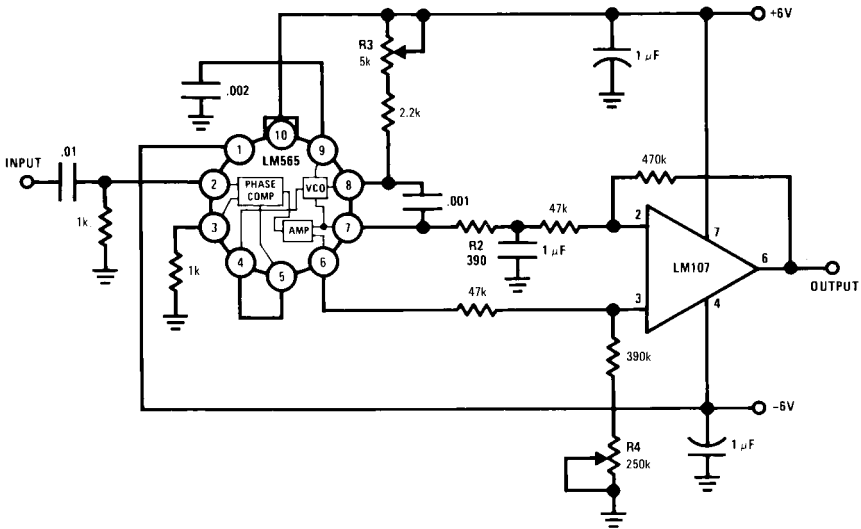 +6V
R3
5k
1 μF
.002
2.2k
10
1
9
LM565
INPUT
.01
2
PHASE
COMP
VCO
8
.001
470k
1k
3
AMP
7
R2
390
1 μF
47k
2
7
LM107
6
OUTPUT
1k
4
5
6
47k
3
4
390k
-6V
R4
250k
1 μF